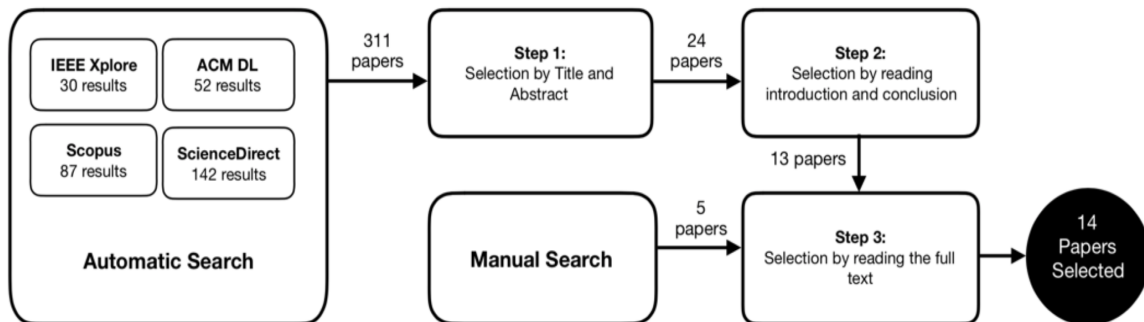 IEEE Xplore
30 results
ACM DL
52 results
Scopus
87 results
ScienceDirect
142 results
Automatic Search
311
papers
Step 1:
Selection by Title and
Abstract
24
papers
Step 2:
Selection by reading
introduction and conclusion
13 papers
Manual Search
5
papers
Step 3:
Selection by reading the full
text
14
Papers
Selected